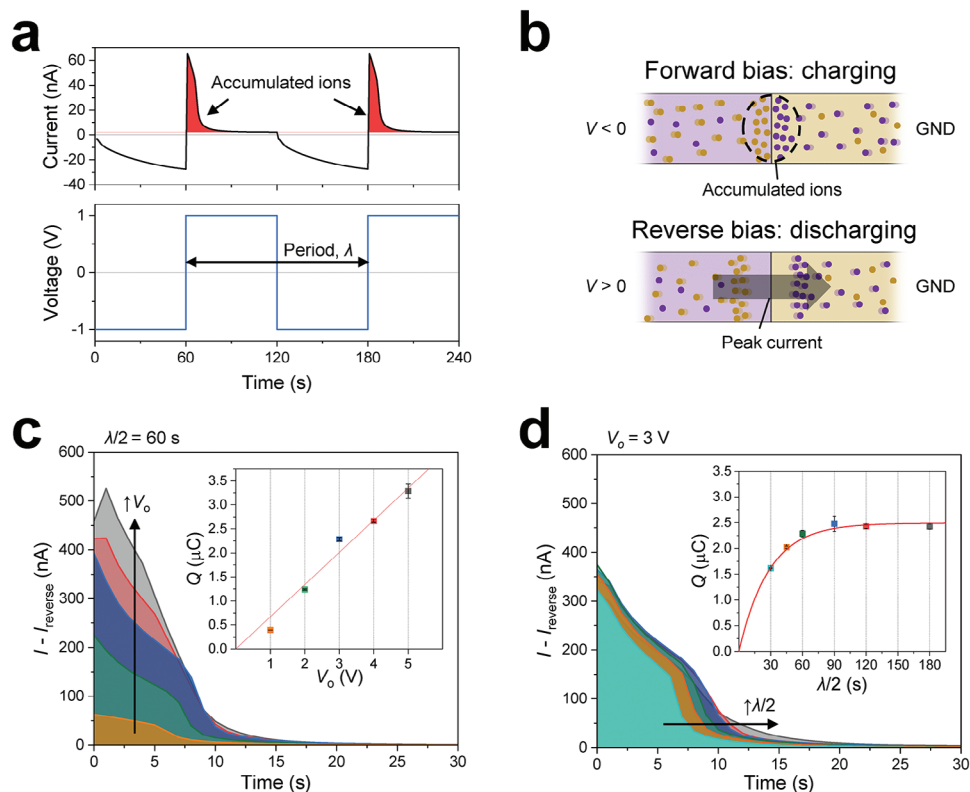 a
Current (nA)
60
40
20
0
-20
-40
Accumulated ions
Voltage (V)
1
0
-1
Period, λ
0
60
120
180
240
Time (s)
b
Forward bias: charging
V < 0
GND
Accumulated ions
Reverse bias: discharging
V > 0
GND
Peak current
c
λ/2 = 60 s
I - Ireverse (nA)
600
500
400
300
200
100
0
↑Vo
Q (μC)
3.5
3.0
2.5
2.0
1.5
1.0
0.5
0.0
1
2
3
4
5
Vo (V)
0
5
10
15
20
25
30
Time (s)
d
Vo = 3 V
I - Ireverse (nA)
600
500
400
300
200
100
0
Q (μC)
3.5
3.0
2.5
2.0
1.5
1.0
0.5
0.0
30
60
90
120
150
180
λ/2 (s)
↑λ/2
0
5
10
15
20
25
30
Time (s)